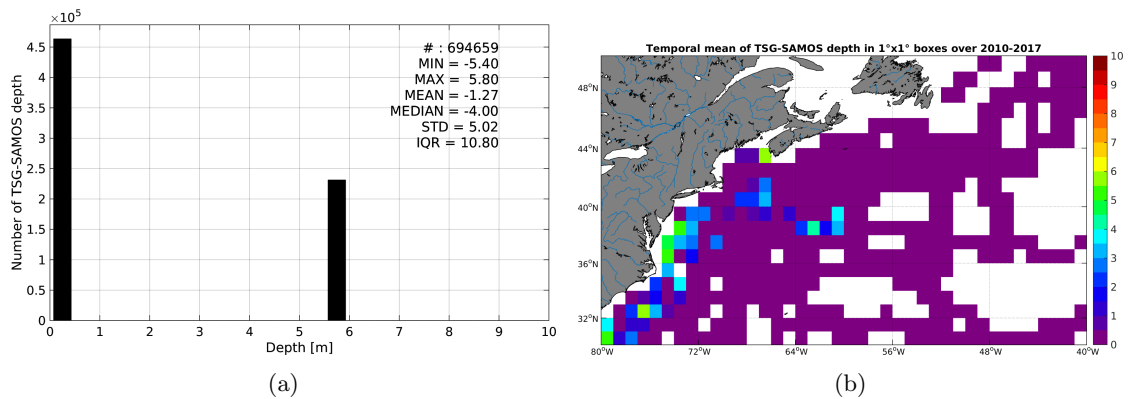 ×10⁵
4.5
4
3.5
3
2.5
2
1.5
1
0.5
0
Number of TSG-SAMOS depth
# : 694659
MIN = -5.40
MAX = 5.80
MEAN = -1.27
MEDIAN = -4.00
STD = 5.02
IQR = 10.80
0 1 2 3 4 5 6 7 8 9 10
Depth [m]
(a)
Temporal mean of TSG-SAMOS depth in 1°x1° boxes over 2010-2017
48°N
44°N
40°N
36°N
32°N
80°W 72°W 64°W 56°W 48°W 40°W
10
9
8
7
6
5
4
3
2
1
0
(b)